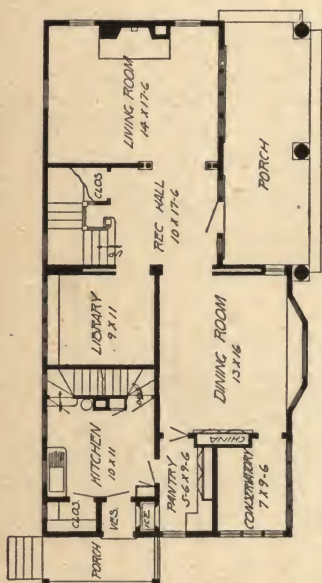 LIVING ROOM
14 X 17-6
CLOS
REC HALL
10 X 17-6
PORCH
LIBRARY
9 X 11
DINING ROOM
13 X 16
KITCHEN
10 X 11
CHINA
PANTRY
5-6 X 9-6
CONSERVATORY
7 X 9-6
CLOS
VES.
ICE
PORCH